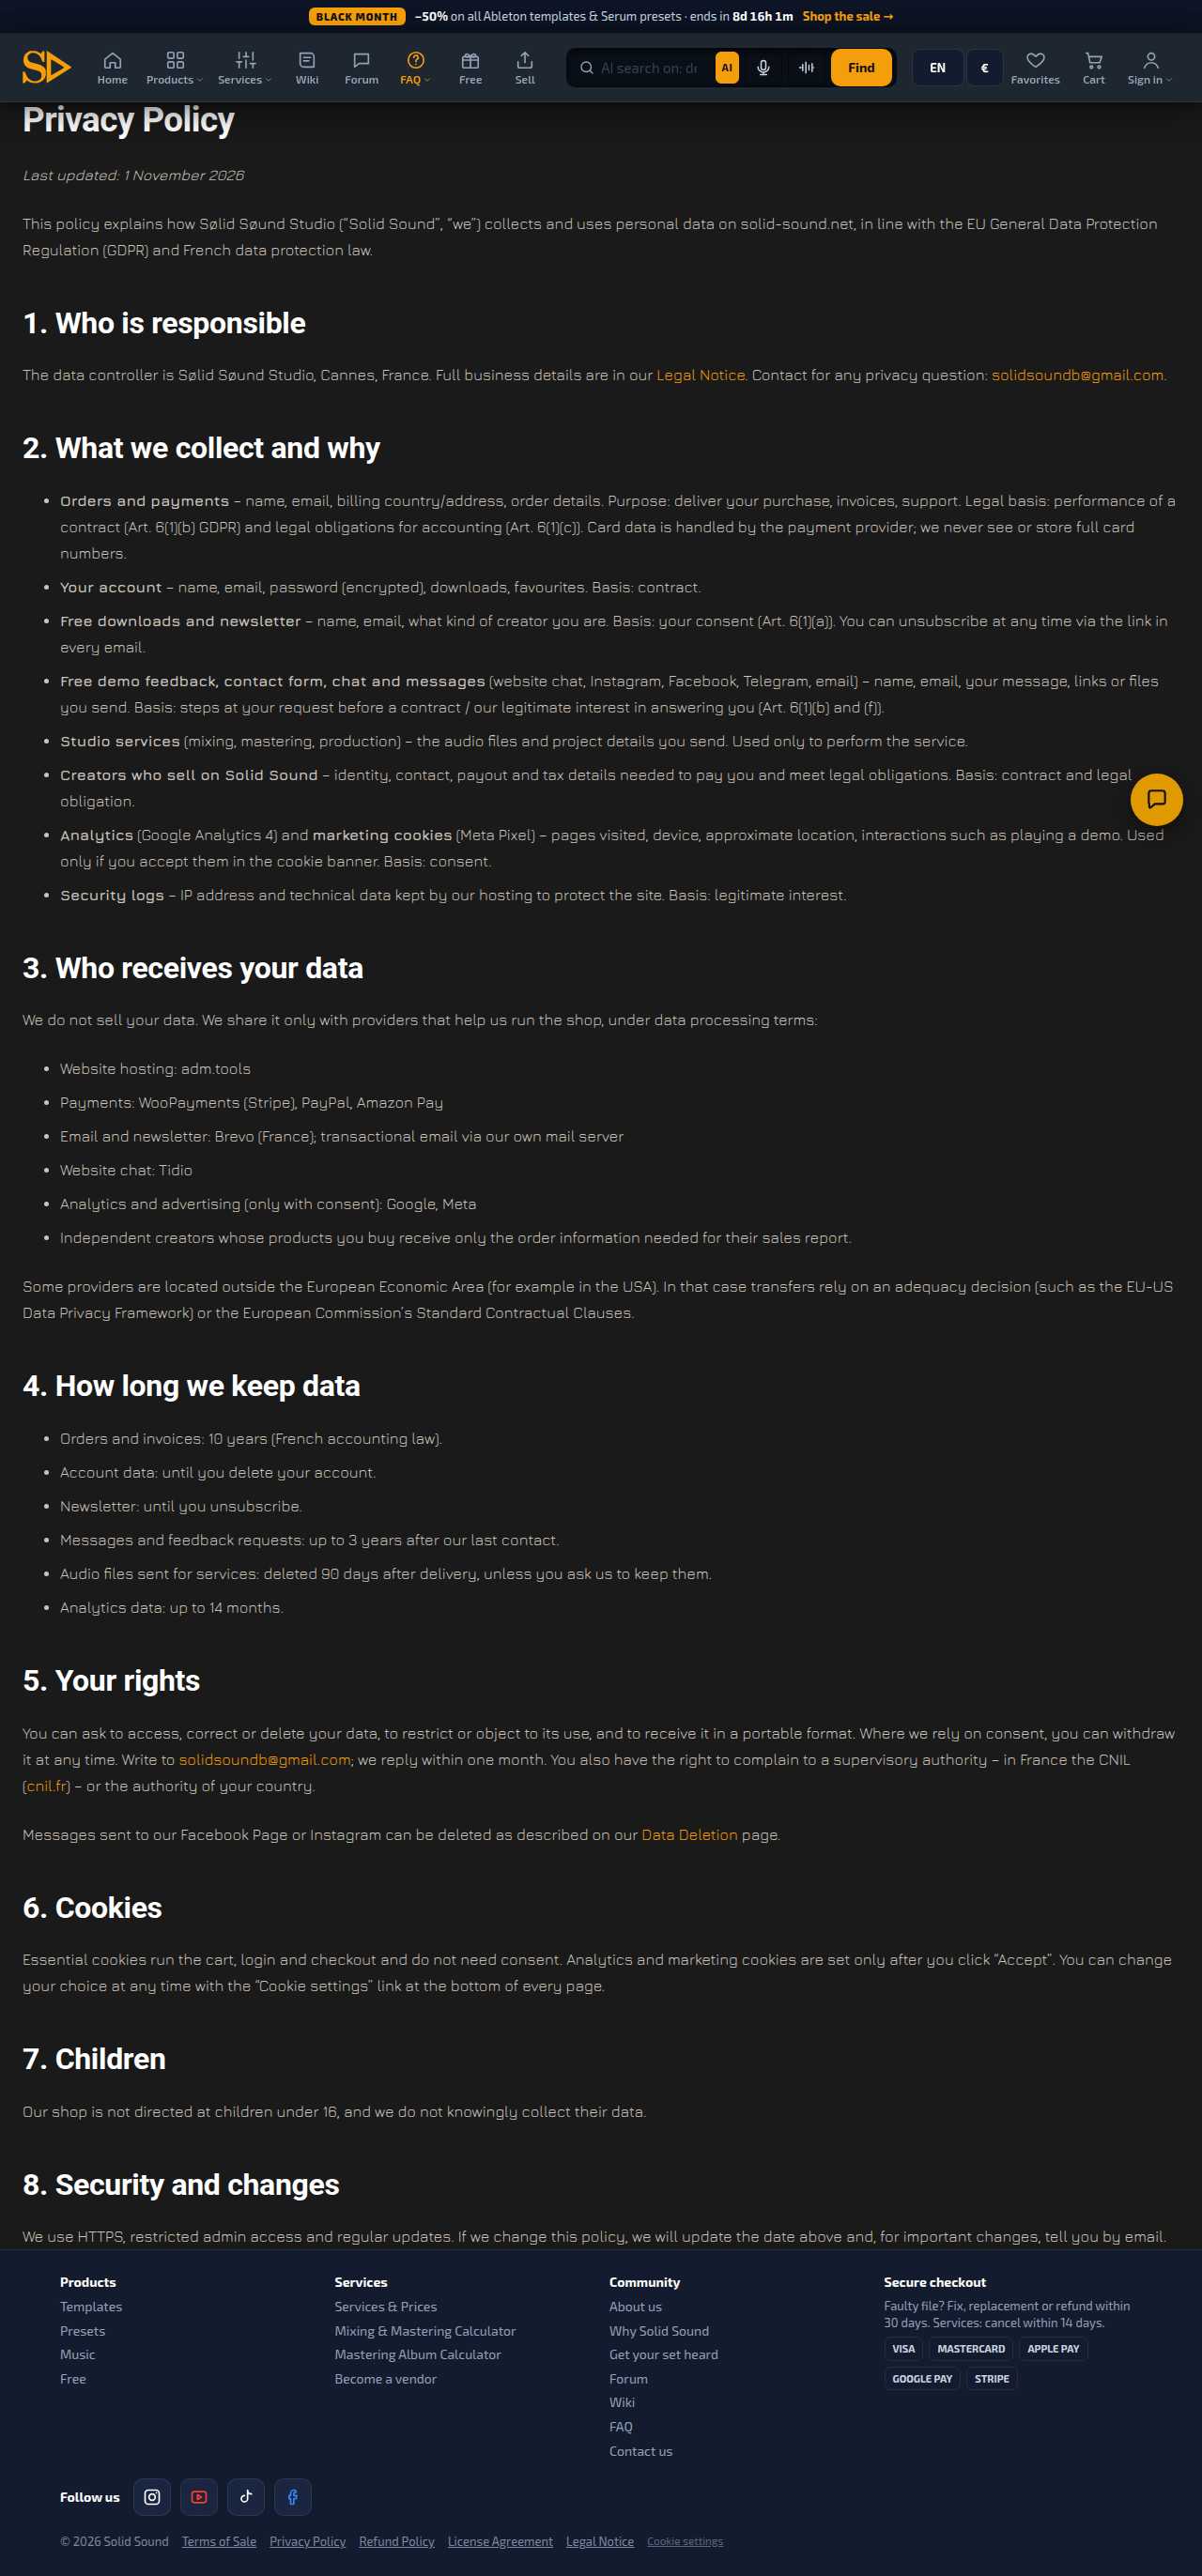 BLACK MONTH –50% on all Ableton templates & Serum presets · ends in 8d 16h 1m Shop the sale →
SD Home Products Services Wiki Forum FAQ Free Sell AI search on: de AI Find EN € Favorites Cart Sign in
Privacy Policy
Last updated: 1 November 2026
This policy explains how Sølid Søund Studio (“Solid Sound”, “we”) collects and uses personal data on solid-sound.net, in line with the EU General Data Protection
Regulation (GDPR) and French data protection law.
1. Who is responsible
The data controller is Sølid Søund Studio, Cannes, France. Full business details are in our Legal Notice. Contact for any privacy question: solidsoundb@gmail.com.
2. What we collect and why
• Orders and payments – name, email, billing country/address, order details. Purpose: deliver your purchase, invoices, support. Legal basis: performance of a
contract (Art. 6(1)(b) GDPR) and legal obligations for accounting (Art. 6(1)(c)). Card data is handled by the payment provider; we never see or store full card
numbers.
• Your account – name, email, password (encrypted), downloads, favourites. Basis: contract.
• Free downloads and newsletter – name, email, what kind of creator you are. Basis: your consent (Art. 6(1)(a)). You can unsubscribe at any time via the link in
every email.
• Free demo feedback, contact form, chat and messages (website chat, Instagram, Facebook, Telegram, email) – name, email, your message, links or files
you send. Basis: steps at your request before a contract / our legitimate interest in answering you (Art. 6(1)(b) and (f)).
• Studio services (mixing, mastering, production) – the audio files and project details you send. Used only to perform the service.
• Creators who sell on Solid Sound – identity, contact, payout and tax details needed to pay you and meet legal obligations. Basis: contract and legal
obligation.
• Analytics (Google Analytics 4) and marketing cookies (Meta Pixel) – pages visited, device, approximate location, interactions such as playing a demo. Used
only if you accept them in the cookie banner. Basis: consent.
• Security logs – IP address and technical data kept by our hosting to protect the site. Basis: legitimate interest.
3. Who receives your data
We do not sell your data. We share it only with providers that help us run the shop, under data processing terms:
• Website hosting: adm.tools
• Payments: WooPayments (Stripe), PayPal, Amazon Pay
• Email and newsletter: Brevo (France); transactional email via our own mail server
• Website chat: Tidio
• Analytics and advertising (only with consent): Google, Meta
• Independent creators whose products you buy receive only the order information needed for their sales report.
Some providers are located outside the European Economic Area (for example in the USA). In that case transfers rely on an adequacy decision (such as the EU-US
Data Privacy Framework) or the European Commission’s Standard Contractual Clauses.
4. How long we keep data
• Orders and invoices: 10 years (French accounting law).
• Account data: until you delete your account.
• Newsletter: until you unsubscribe.
• Messages and feedback requests: up to 3 years after our last contact.
• Audio files sent for services: deleted 90 days after delivery, unless you ask us to keep them.
• Analytics data: up to 14 months.
5. Your rights
You can ask to access, correct or delete your data, to restrict or object to its use, and to receive it in a portable format. Where we rely on consent, you can withdraw
it at any time. Write to solidsoundb@gmail.com; we reply within one month. You also have the right to complain to a supervisory authority – in France the CNIL
(cnil.fr) – or the authority of your country.
Messages sent to our Facebook Page or Instagram can be deleted as described on our Data Deletion page.
6. Cookies
Essential cookies run the cart, login and checkout and do not need consent. Analytics and marketing cookies are set only after you click “Accept”. You can change
your choice at any time with the “Cookie settings” link at the bottom of every page.
7. Children
Our shop is not directed at children under 16, and we do not knowingly collect their data.
8. Security and changes
We use HTTPS, restricted admin access and regular updates. If we change this policy, we will update the date above and, for important changes, tell you by email.
Products
Templates
Presets
Music
Free
Services
Services & Prices
Mixing & Mastering Calculator
Mastering Album Calculator
Become a vendor
Community
About us
Why Solid Sound
Get your set heard
Forum
Wiki
FAQ
Contact us
Secure checkout
Faulty file? Fix, replacement or refund within
30 days. Services: cancel within 14 days.
VISA MASTERCARD APPLE PAY
GOOGLE PAY STRIPE
Follow us
© 2026 Solid Sound Terms of Sale Privacy Policy Refund Policy License Agreement Legal Notice Cookie settings